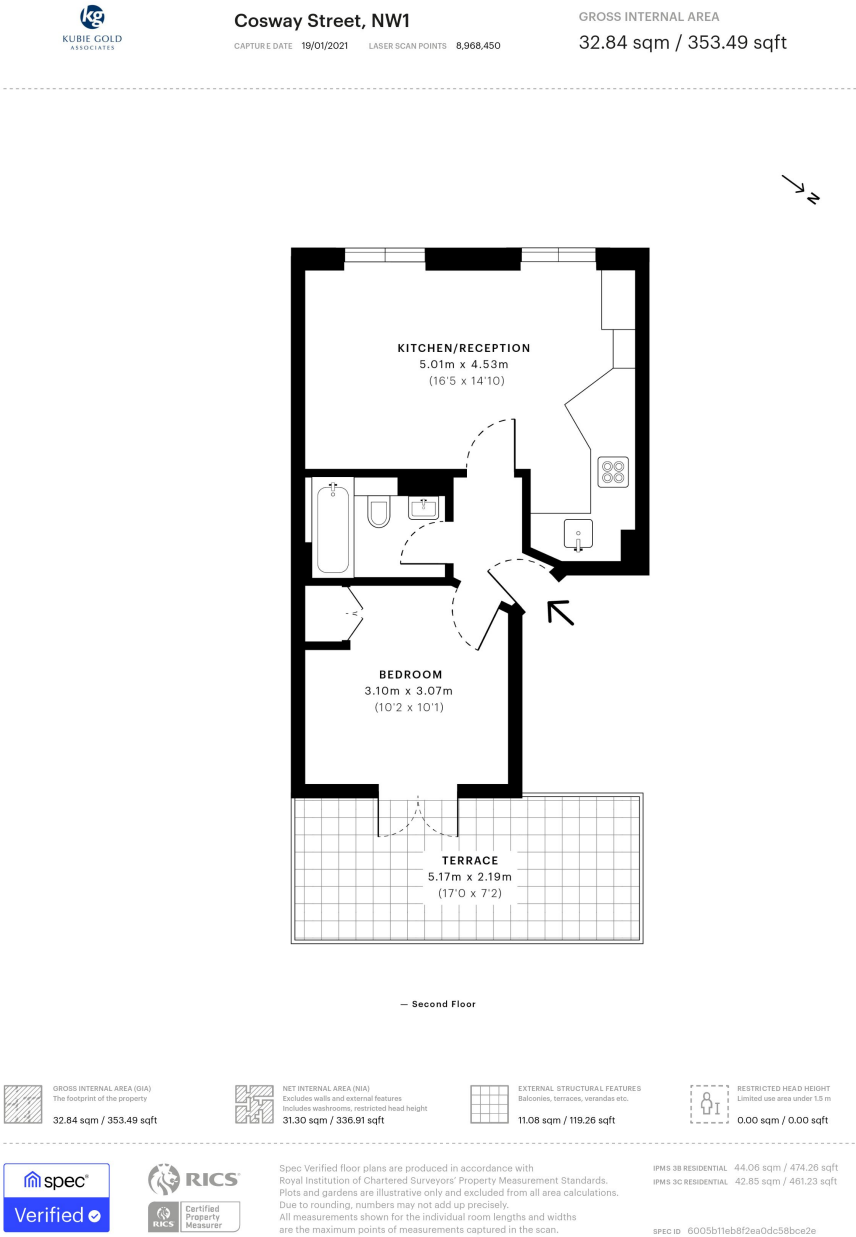 kg
KUBIE GOLD
ASSOCIATES
Cosway Street, NW1
CAPTURE DATE 19/01/2021 LASER SCAN POINTS 8,968,450
GROSS INTERNAL AREA
32.84 sqm / 353.49 sqft
N
KITCHEN/RECEPTION
5.01m x 4.53m
(16'5 x 14'10)
BEDROOM
3.10m x 3.07m
(10'2 x 10'1)
TERRACE
5.17m x 2.19m
(17'0 x 7'2)
— Second Floor
GROSS INTERNAL AREA (GIA)
The footprint of the property
32.84 sqm / 353.49 sqft
NET INTERNAL AREA (NIA)
Excludes walls and external features
Includes washrooms, restricted head height
31.30 sqm / 336.91 sqft
EXTERNAL STRUCTURAL FEATURES
Balconies, terraces, verandas etc.
11.08 sqm / 119.26 sqft
RESTRICTED HEAD HEIGHT
Limited use area under 1.5 m
0.00 sqm / 0.00 sqft
spec
Verified
RICS
RICS
Certified
Property
Measurer
Spec Verified floor plans are produced in accordance with
Royal Institution of Chartered Surveyors' Property Measurement Standards.
Plots and gardens are illustrative only and excluded from all area calculations.
Due to rounding, numbers may not add up precisely.
All measurements shown for the individual room lengths and widths
are the maximum points of measurements captured in the scan.
IPMS 3B RESIDENTIAL 44.06 sqm / 474.26 sqft
IPMS 3C RESIDENTIAL 42.85 sqm / 461.23 sqft
SPEC ID 6005b11eb8f2ea0dc58bce2e